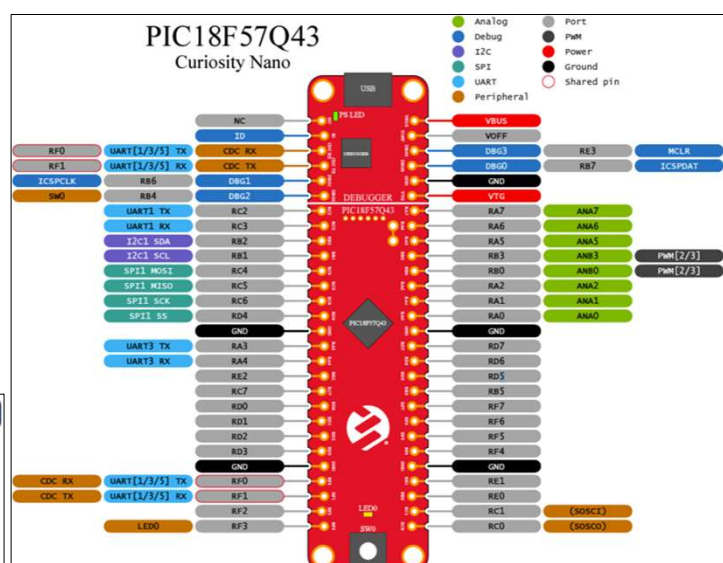 PIC18F57Q43
Curiosity Nano
Analog Port
Debug PWM
I2C Power
SPI Ground
UART Shared pin
Peripheral
USB
PS LED
DEBUGGER
NC VBUS
ID VOFF
RF0 UART[1/3/5] TX CDC RX DBG3 RE3 MCLR
RF1 UART[1/3/5] RX CDC TX DBG0 RB7 ICSPDAT
ICSPCLK RB6 DBG1 GND
SW0 RB4 DBG2 VTG
DEBUGGER
PIC18F57Q43
UART1 TX RC2 RA7 ANA7
UART1 RX RC3 RA6 ANA6
I2C1 SDA RB2 RA5 ANA5
I2C1 SCL RB1 RB3 ANB3 PWM[2/3]
SPI1 MOSI RC4 RB0 ANB0 PWM[2/3]
SPI1 MISO RC5 RA2 ANA2
SPI1 SCK RC6 RA1 ANA1
SPI1 SS RD4 RA0 ANA0
PIC18F57Q43
GND GND
UART3 TX RA3 RD7
UART3 RX RA4 RD6
RE2 RD5
RC7 RB5
RD0 RF7
RD1 RF6
RD2 RF5
RD3 RF4
GND GND
CDC RX UART[1/3/5] TX RF0 RE1
CDC TX UART[1/3/5] RX RF1 RE0
RF2 RC1 (SOSCI)
LED0 RF3 RC0 (SOSCO)
LED0
SW0